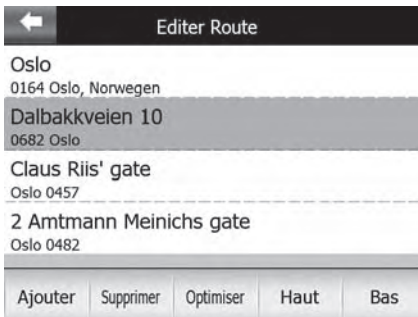 Editer Route
Oslo
0164 Oslo, Norwegen
Dalbakkveien 10
0682 Oslo
Claus Riis' gate
Oslo 0457
2 Amtmann Meinichs gate
Oslo 0482
Ajouter Supprimer Optimiser Haut Bas